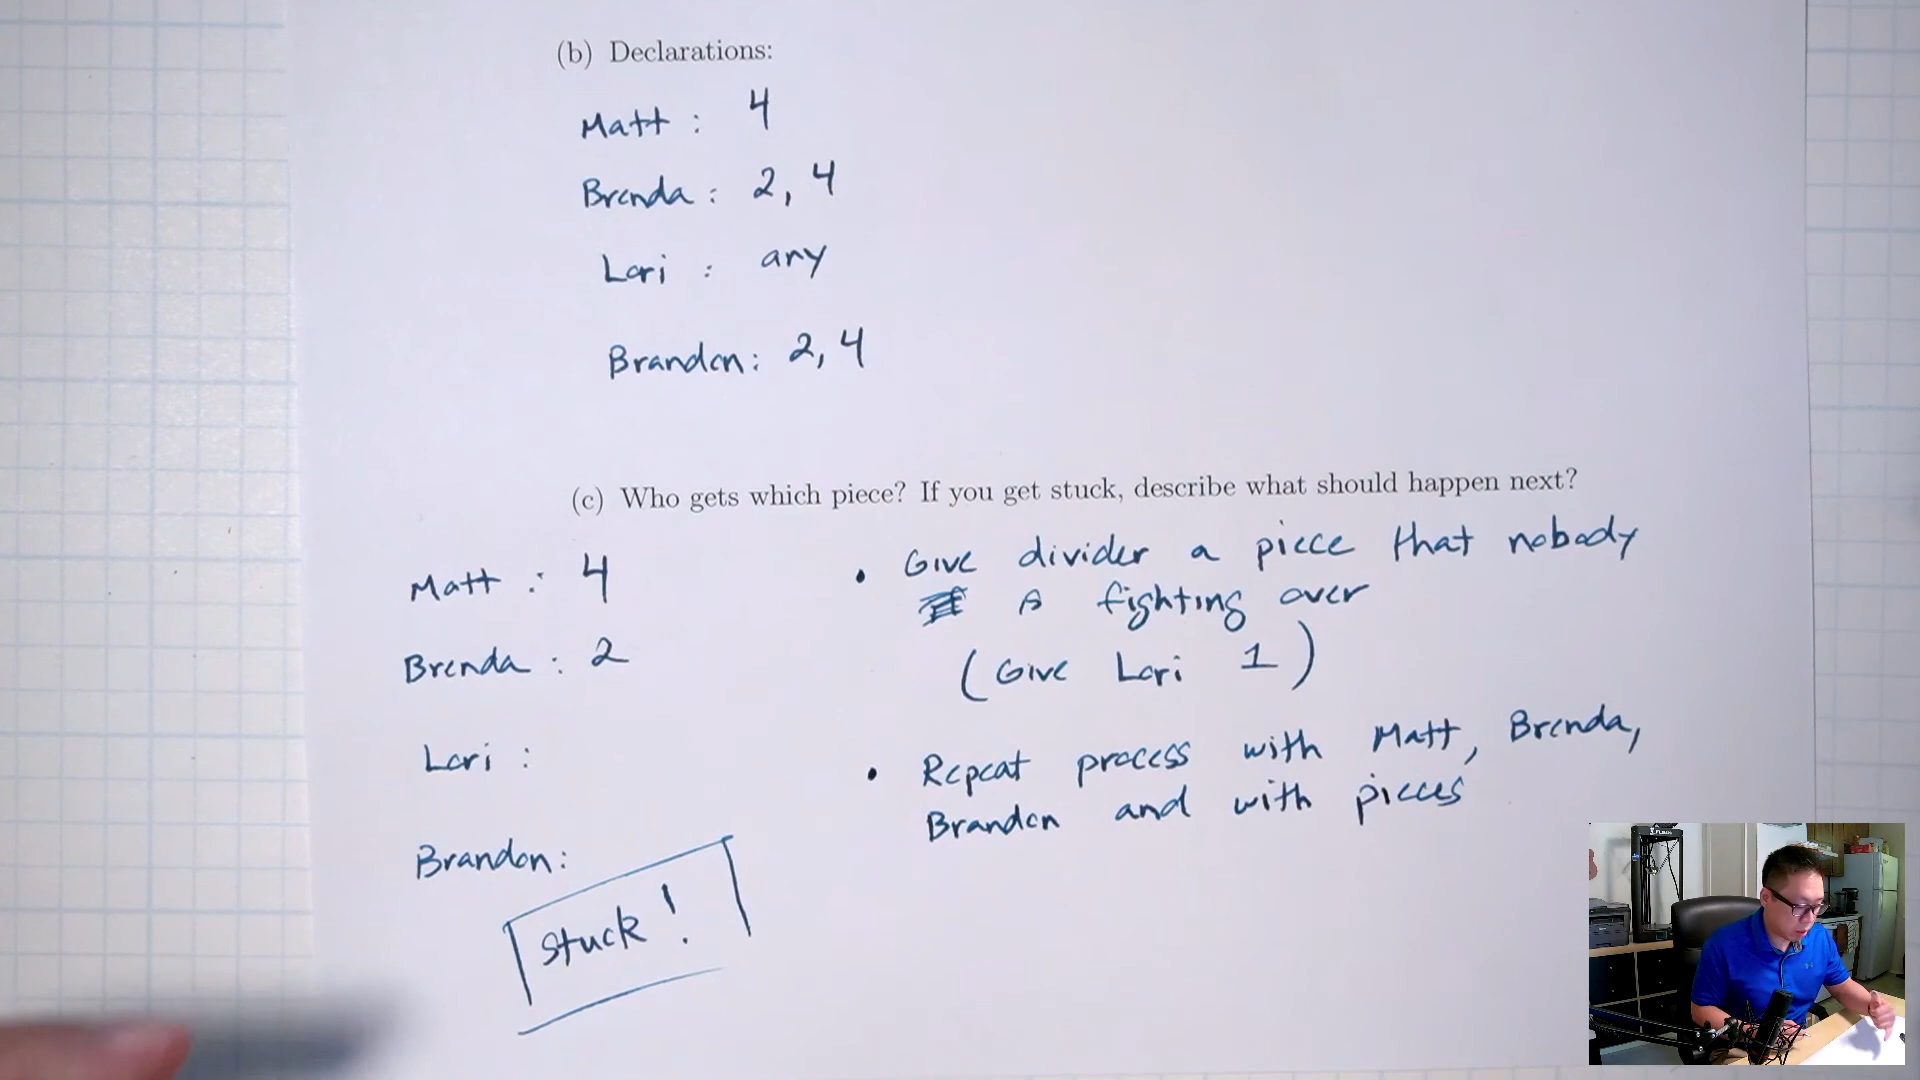 (b) Declarations:
Matt : 4
Brenda : 2, 4
Lori : any
Brandon: 2, 4
(c) Who gets which piece? If you get stuck, describe what should happen next?
Matt : 4
Brenda : 2
Lori :
Brandon:
Stuck!
• Give divider a piece that nobody
is fighting over
(Give Lori 1)
• Repeat process with Matt, Brenda,
Brandon and with pieces